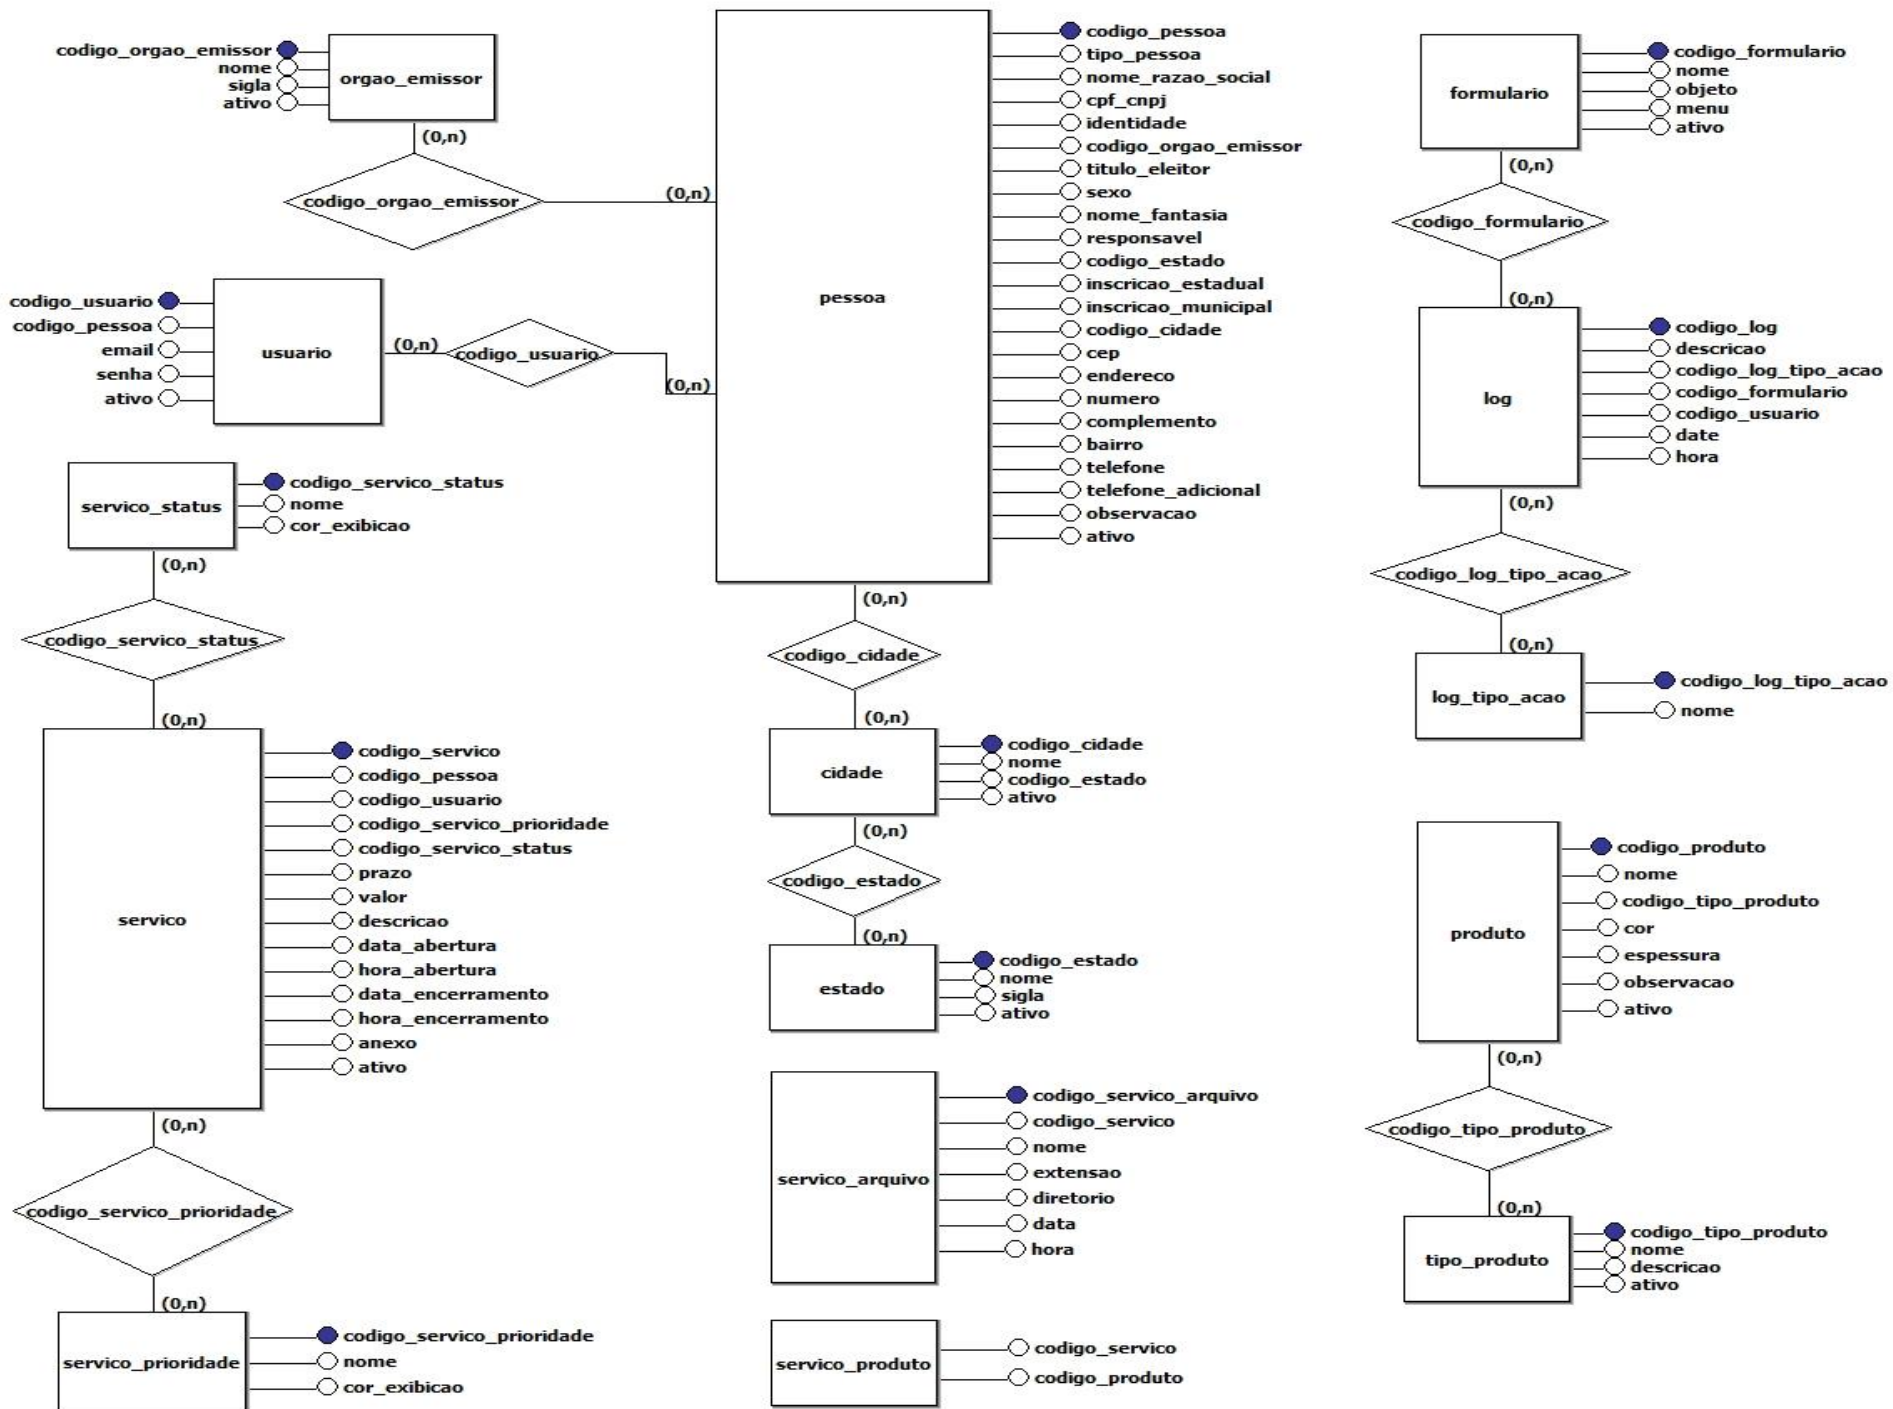 codigo_orgao_emissor
nome
sigla
ativo
orgao_emissor
(0,n)
codigo_orgao_emissor
(0,n)
pessoa
codigo_pessoa
tipo_pessoa
nome_razao_social
cpf_cnpj
identidade
codigo_orgao_emissor
titulo_eleitor
sexo
nome_fantasia
responsavel
codigo_estado
inscricao_estadual
inscricao_municipal
codigo_cidade
cep
endereco
numero
complemento
bairro
telefone
telefone_adicional
observacao
ativo
codigo_usuario
codigo_pessoa
email
senha
ativo
usuario
(0,n)
codigo_usuario
(0,n)
servico_status
codigo_servico_status
nome
cor_exibicao
(0,n)
codigo_servico_status
(0,n)
servico
codigo_servico
codigo_pessoa
codigo_usuario
codigo_servico_prioridade
codigo_servico_status
prazo
valor
descricao
data_abertura
hora_abertura
data_encerramento
hora_encerramento
anexo
ativo
(0,n)
codigo_servico_prioridade
(0,n)
servico_prioridade
codigo_servico_prioridade
nome
cor_exibicao
(0,n)
codigo_cidade
(0,n)
cidade
codigo_cidade
nome
codigo_estado
ativo
(0,n)
codigo_estado
(0,n)
estado
codigo_estado
nome
sigla
ativo
servico_arquivo
codigo_servico_arquivo
codigo_servico
nome
extensao
diretorio
data
hora
servico_produto
codigo_servico
codigo_produto
formulario
codigo_formulario
nome
objeto
menu
ativo
(0,n)
codigo_formulario
(0,n)
log
codigo_log
descricao
codigo_log_tipo_acao
codigo_formulario
codigo_usuario
date
hora
(0,n)
codigo_log_tipo_acao
(0,n)
log_tipo_acao
codigo_log_tipo_acao
nome
produto
codigo_produto
nome
codigo_tipo_produto
cor
espessura
observacao
ativo
(0,n)
codigo_tipo_produto
(0,n)
tipo_produto
codigo_tipo_produto
nome
descricao
ativo